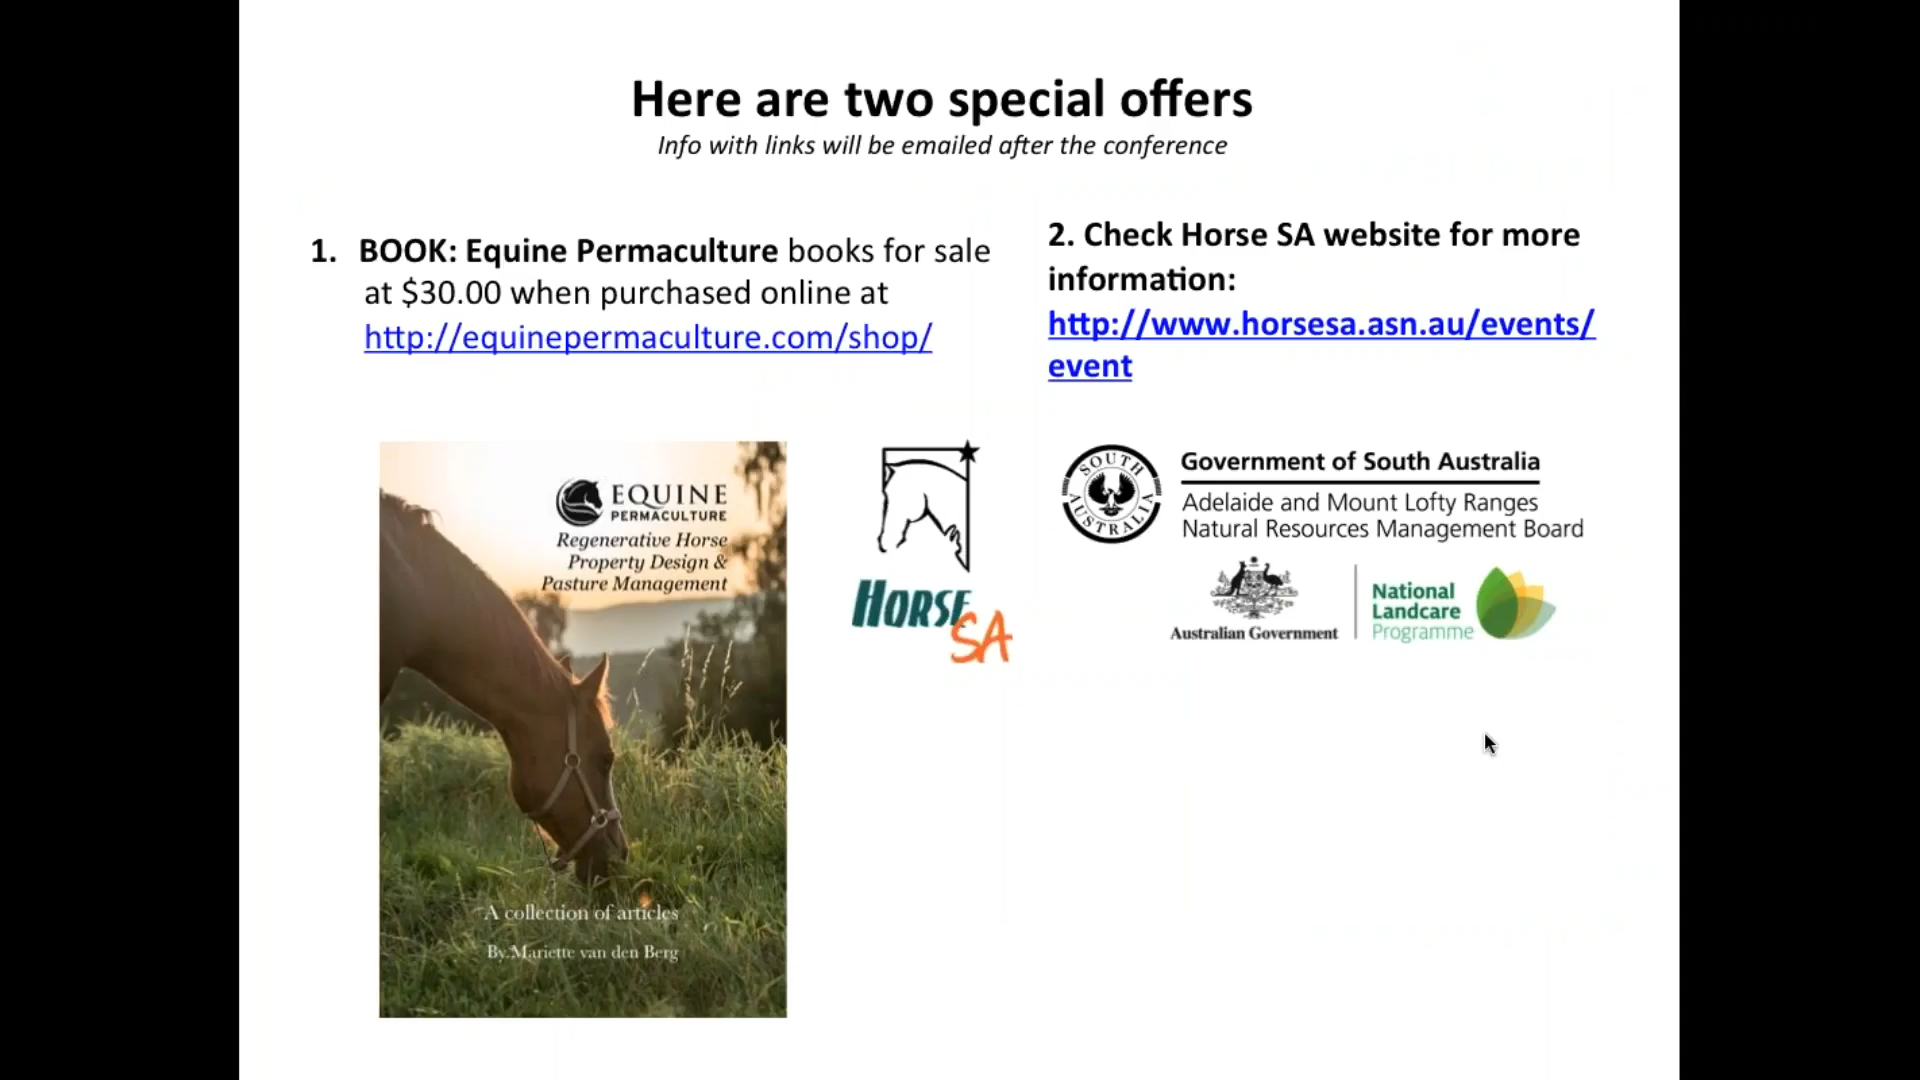 Here are two special offers
Info with links will be emailed after the conference
1. BOOK: Equine Permaculture books for sale
at $30.00 when purchased online at
http://equinepermaculture.com/shop/
2. Check Horse SA website for more
information:
http://www.horsesa.asn.au/events/
event
EQUINE
PERMACULTURE
Regenerative Horse
Property Design &
Pasture Management
A collection of articles
By Mariette van den Berg
HORSE
SA
SOUTH
AUSTRALIA
Government of South Australia
Adelaide and Mount Lofty Ranges
Natural Resources Management Board
Australian Government
National
Landcare
Programme